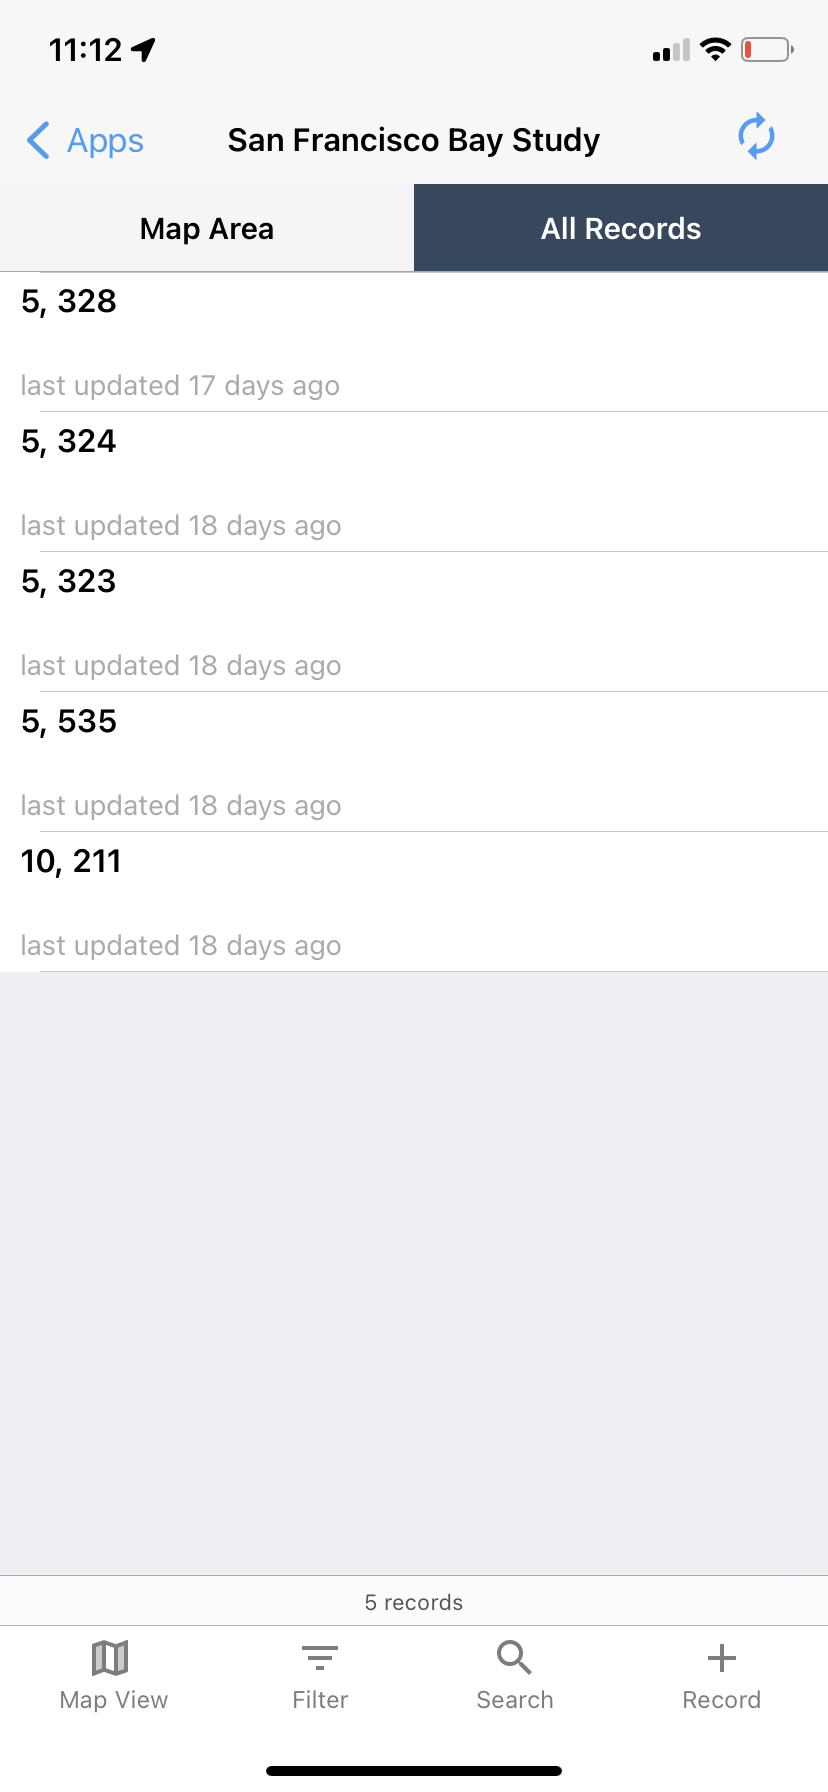 11:12
Apps
San Francisco Bay Study
Map Area
All Records
5, 328
last updated 17 days ago
5, 324
last updated 18 days ago
5, 323
last updated 18 days ago
5, 535
last updated 18 days ago
10, 211
last updated 18 days ago
5 records
Map View
Filter
Search
Record